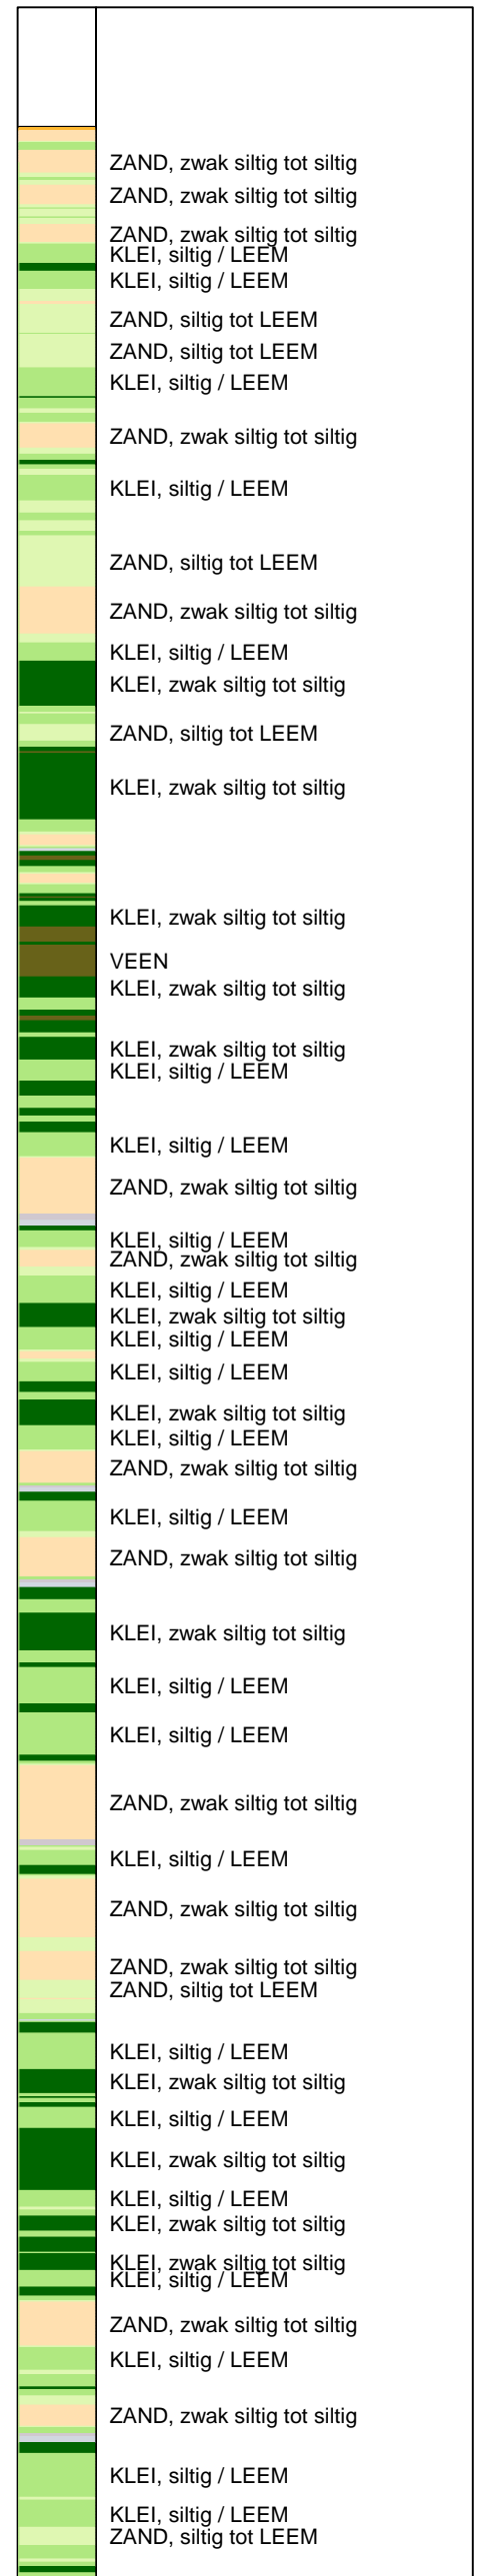 ZAND, zwak siltig tot siltig
ZAND, zwak siltig tot siltig
ZAND, zwak siltig tot siltig
KLEI, siltig / LEEM
KLEI, siltig / LEEM
ZAND, siltig tot LEEM
ZAND, siltig tot LEEM
KLEI, siltig / LEEM
ZAND, zwak siltig tot siltig
KLEI, siltig / LEEM
ZAND, siltig tot LEEM
ZAND, zwak siltig tot siltig
KLEI, siltig / LEEM
KLEI, zwak siltig tot siltig
ZAND, siltig tot LEEM
KLEI, zwak siltig tot siltig
KLEI, zwak siltig tot siltig
VEEN
KLEI, zwak siltig tot siltig
KLEI, zwak siltig tot siltig
KLEI, siltig / LEEM
KLEI, siltig / LEEM
ZAND, zwak siltig tot siltig
KLEI, siltig / LEEM
ZAND, zwak siltig tot siltig
KLEI, siltig / LEEM
KLEI, zwak siltig tot siltig
KLEI, siltig / LEEM
KLEI, siltig / LEEM
KLEI, zwak siltig tot siltig
KLEI, siltig / LEEM
ZAND, zwak siltig tot siltig
KLEI, siltig / LEEM
ZAND, zwak siltig tot siltig
KLEI, zwak siltig tot siltig
KLEI, siltig / LEEM
KLEI, siltig / LEEM
ZAND, zwak siltig tot siltig
KLEI, siltig / LEEM
ZAND, zwak siltig tot siltig
ZAND, zwak siltig tot siltig
ZAND, siltig tot LEEM
KLEI, siltig / LEEM
KLEI, zwak siltig tot siltig
KLEI, siltig / LEEM
KLEI, zwak siltig tot siltig
KLEI, siltig / LEEM
KLEI, zwak siltig tot siltig
KLEI, zwak siltig tot siltig
KLEI, siltig / LEEM
ZAND, zwak siltig tot siltig
KLEI, siltig / LEEM
ZAND, zwak siltig tot siltig
KLEI, siltig / LEEM
KLEI, siltig / LEEM
ZAND, siltig tot LEEM